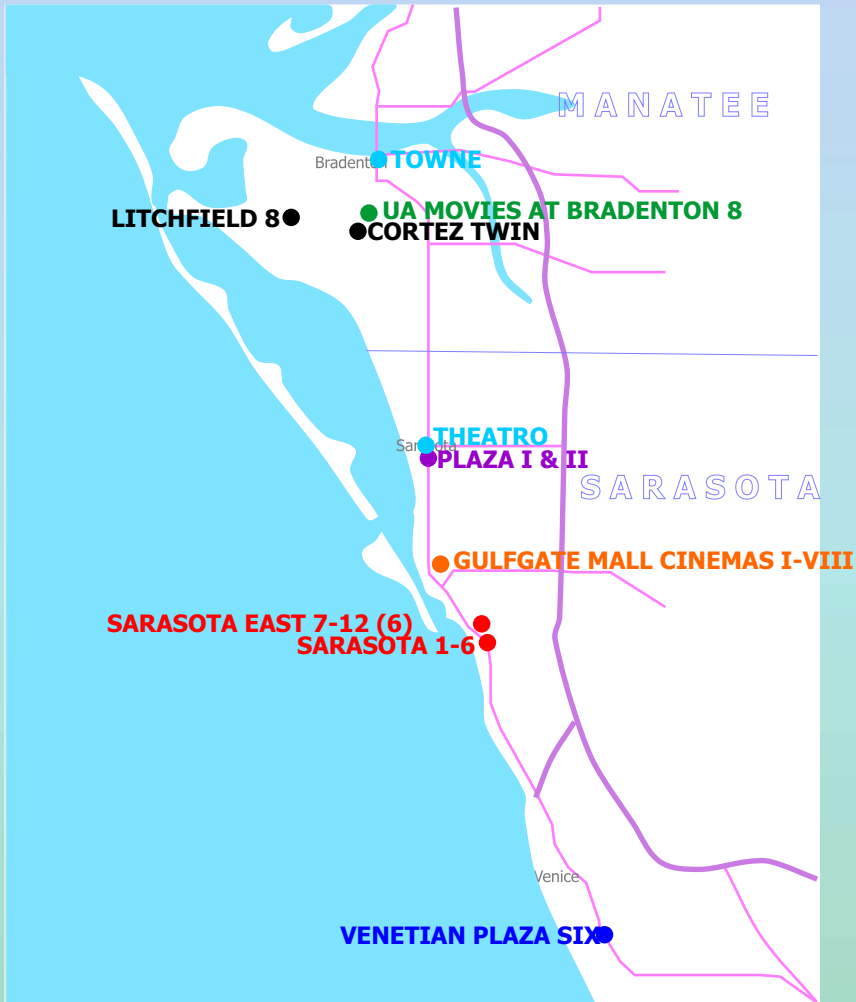 MANATEE
Bradenton
TOWNE
UA MOVIES AT BRADENTON 8
LITCHFIELD 8
CORTEZ TWIN
THEATRO
Sarasota
PLAZA I & II
SARASOTA
GULFGATE MALL CINEMAS I-VIII
SARASOTA EAST 7-12 (6)
SARASOTA 1-6
Venice
VENETIAN PLAZA SIX